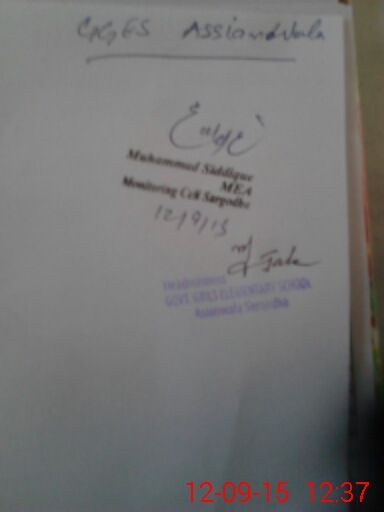 GGES Assianwala
Muhammad Siddique
MEA
Monitoring Cell Sargodha
12/9/15
Headmistress
GOVT. GIRLS ELEMENTARY SCHOOL
Sargodha
12-09-15 12:37